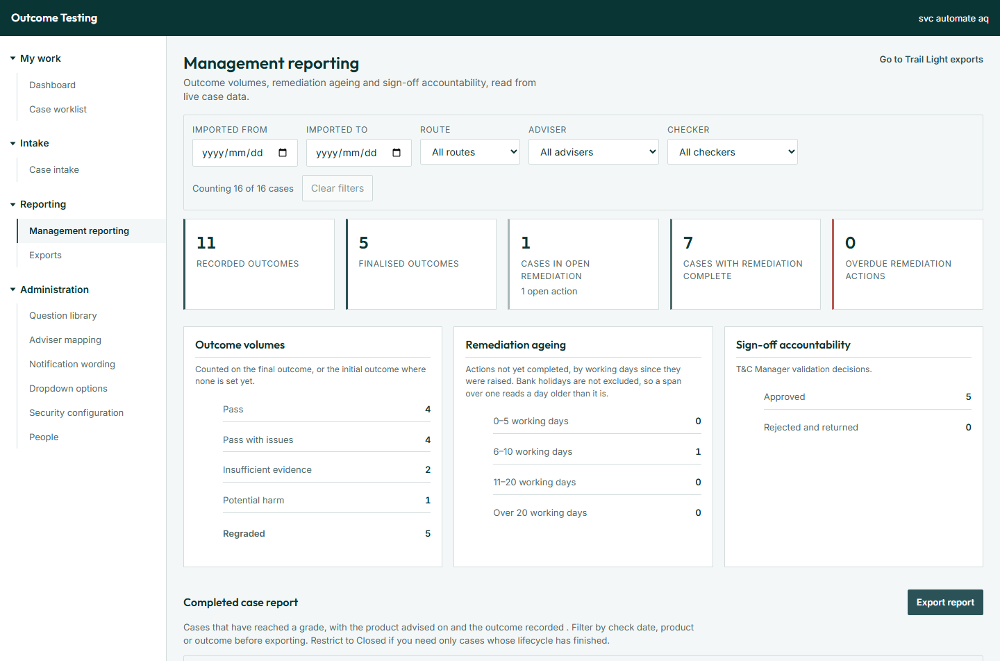 Outcome Testing
svc automate aq
My work
Dashboard
Case worklist
Intake
Case intake
Reporting
Management reporting
Exports
Administration
Question library
Adviser mapping
Notification wording
Dropdown options
Security configuration
People
Management reporting
Go to Trail Light exports
Outcome volumes, remediation ageing and sign-off accountability, read from
live case data.
IMPORTED FROM
IMPORTED TO
ROUTE
ADVISER
CHECKER
yyyy/mm/dd
yyyy/mm/dd
All routes
All advisers
All checkers
Counting 16 of 16 cases
Clear filters
11
RECORDED OUTCOMES
5
FINALISED OUTCOMES
1
CASES IN OPEN
REMEDIATION
1 open action
7
CASES WITH REMEDIATION
COMPLETE
0
OVERDUE REMEDIATION
ACTIONS
Outcome volumes
Counted on the final outcome, or the initial outcome where
none is set yet.
Pass 4
Pass with issues 4
Insufficient evidence 2
Potential harm 1
Regraded 5
Remediation ageing
Actions not yet completed, by working days since they
were raised. Bank holidays are not excluded, so a span
over one reads a day older than it is.
0–5 working days 0
6–10 working days 1
11–20 working days 0
Over 20 working days 0
Sign-off accountability
T&C Manager validation decisions.
Approved 5
Rejected and returned 0
Completed case report
Export report
Cases that have reached a grade, with the product advised on and the outcome recorded . Filter by check date, product
or outcome before exporting. Restrict to Closed if you need only cases whose lifecycle has finished.